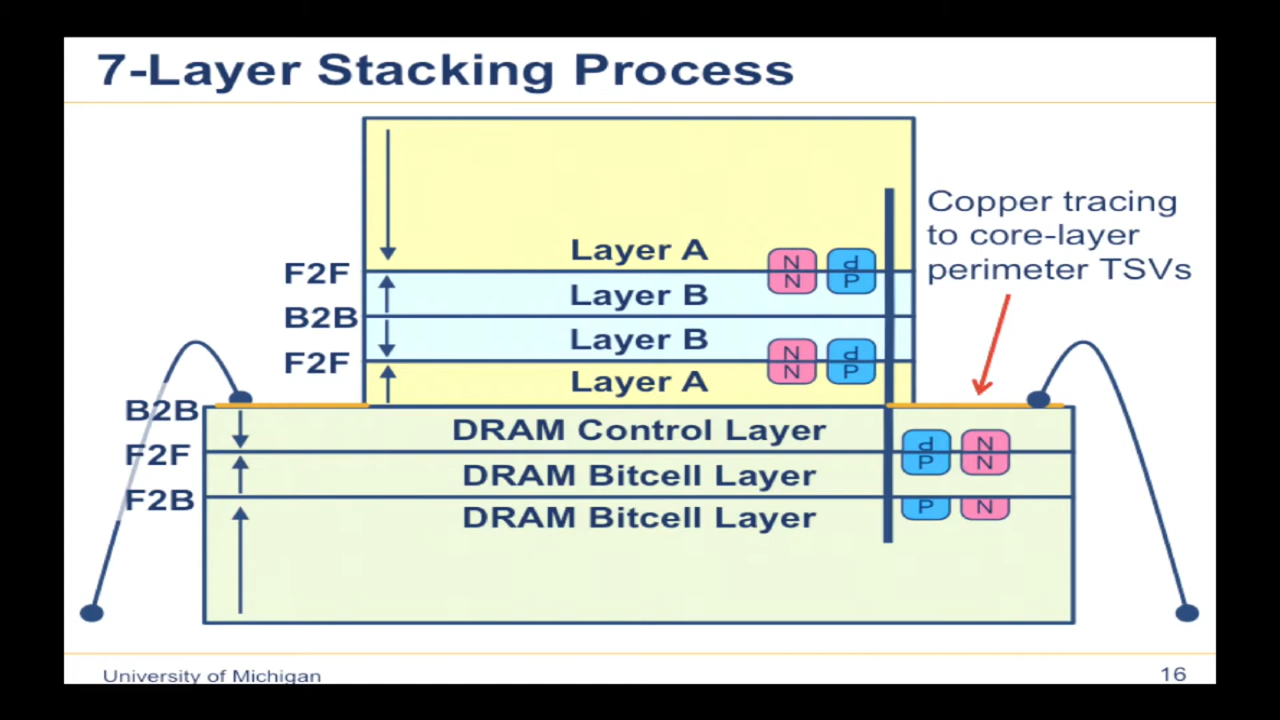 7-Layer Stacking Process
Copper tracing
to core-layer
perimeter TSVs
Layer A
N P
F2F
N P
Layer B
B2B
Layer B
N P
F2F
N P
Layer A
B2B
DRAM Control Layer
P N
F2F
P N
DRAM Bitcell Layer
F2B
P N
DRAM Bitcell Layer
University of Michigan
16